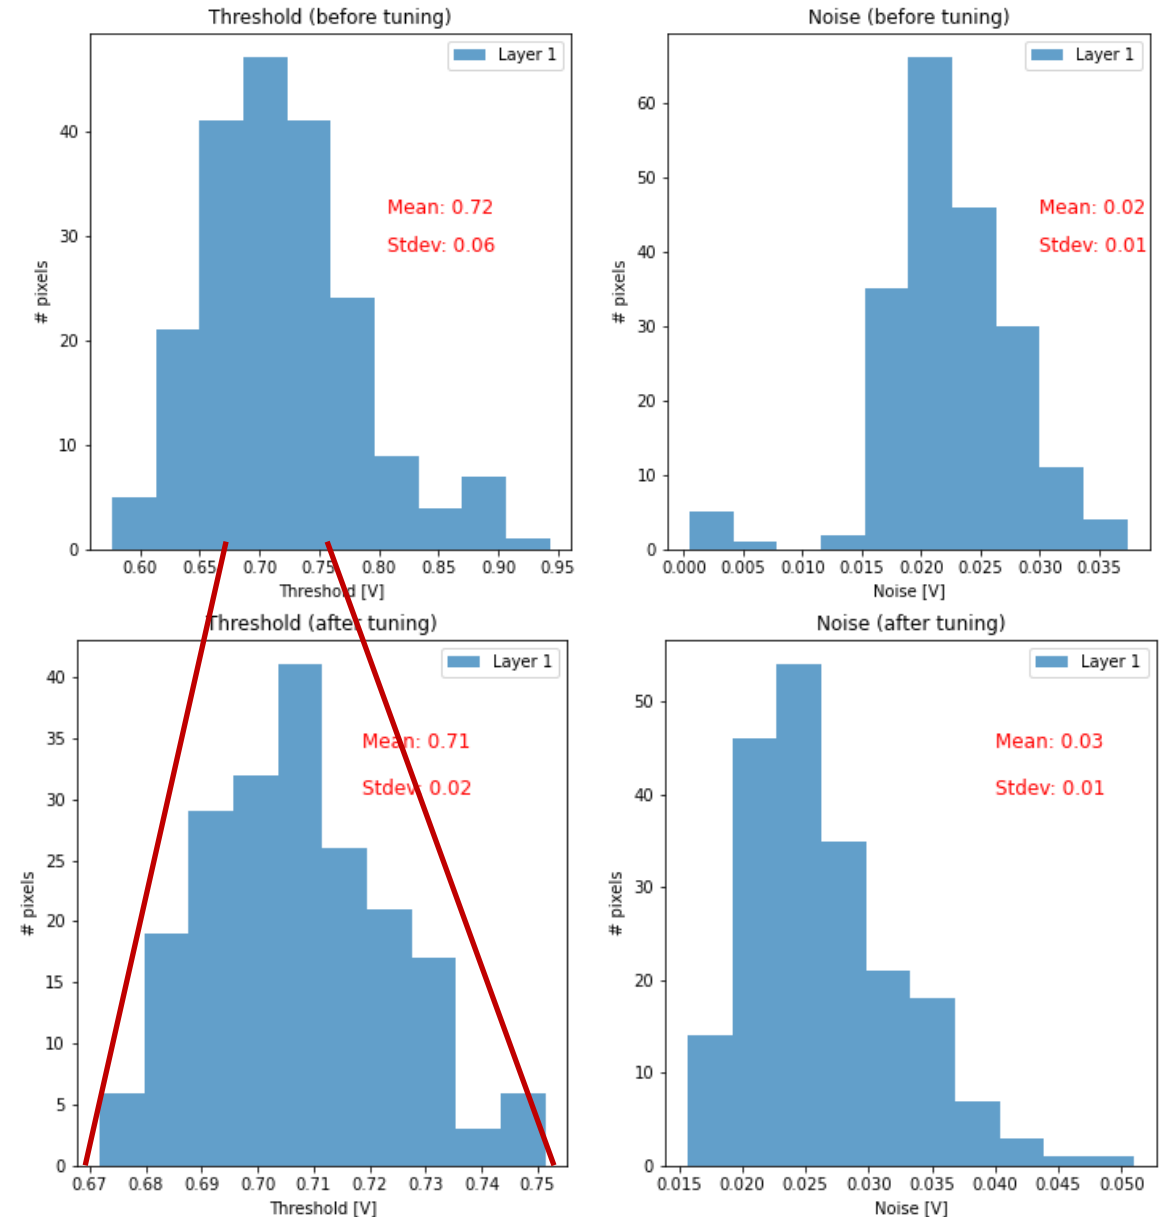 Threshold (before tuning)
Layer 1
Mean: 0.72
Stdev: 0.06
# pixels
0
10
20
30
40
0.60 0.65 0.70 0.75 0.80 0.85 0.90 0.95
Threshold [V]
Noise (before tuning)
Layer 1
Mean: 0.02
Stdev: 0.01
# pixels
0
10
20
30
40
50
60
0.000 0.005 0.010 0.015 0.020 0.025 0.030 0.035
Noise [V]
Threshold (after tuning)
Layer 1
Mean: 0.71
Stdev: 0.02
# pixels
0
5
10
15
20
25
30
35
40
0.67 0.68 0.69 0.70 0.71 0.72 0.73 0.74 0.75
Threshold [V]
Noise (after tuning)
Layer 1
Mean: 0.03
Stdev: 0.01
# pixels
0
10
20
30
40
50
0.015 0.020 0.025 0.030 0.035 0.040 0.045 0.050
Noise [V]